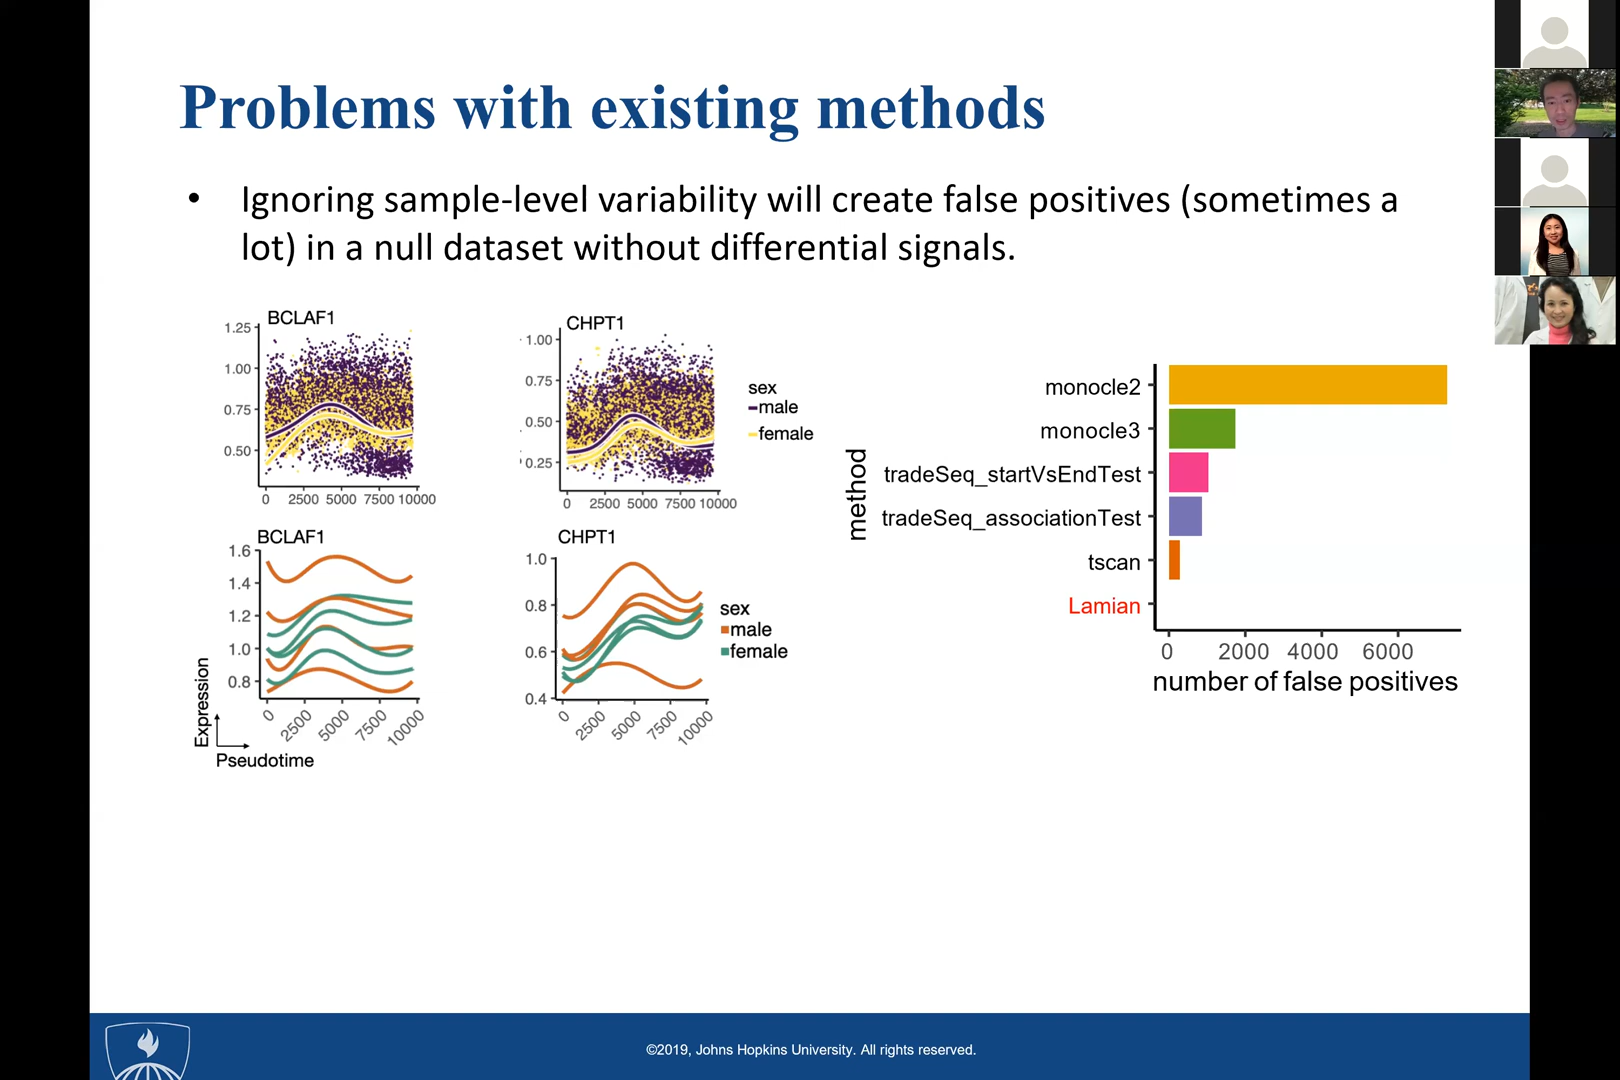 Problems with existing methods
• Ignoring sample-level variability will create false positives (sometimes a
lot) in a null dataset without differential signals.
BCLAF1
1.25
1.00
0.75
0.50
0 2500 5000 7500 10000
CHPT1
1.00
0.75
0.50
0.25
0 2500 5000 7500 10000
sex
male
female
BCLAF1
1.6
1.4
1.2
1.0
0.8
0 2500 5000 7500 10000
Expression
Pseudotime
CHPT1
1.0
0.8
0.6
0.4
0 2500 5000 7500 10000
sex
male
female
method
monocle2
monocle3
tradeSeq_startVsEndTest
tradeSeq_associationTest
tscan
Lamian
0 2000 4000 6000
number of false positives
©2019, Johns Hopkins University. All rights reserved.